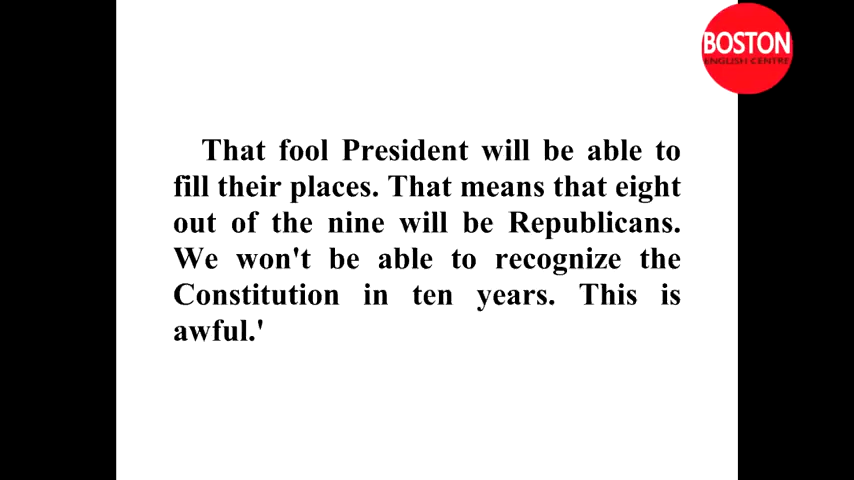 BOSTON
ENGLISH CENTRE
That fool President will be able to
fill their places. That means that eight
out of the nine will be Republicans.
We won't be able to recognize the
Constitution in ten years. This is
awful.'